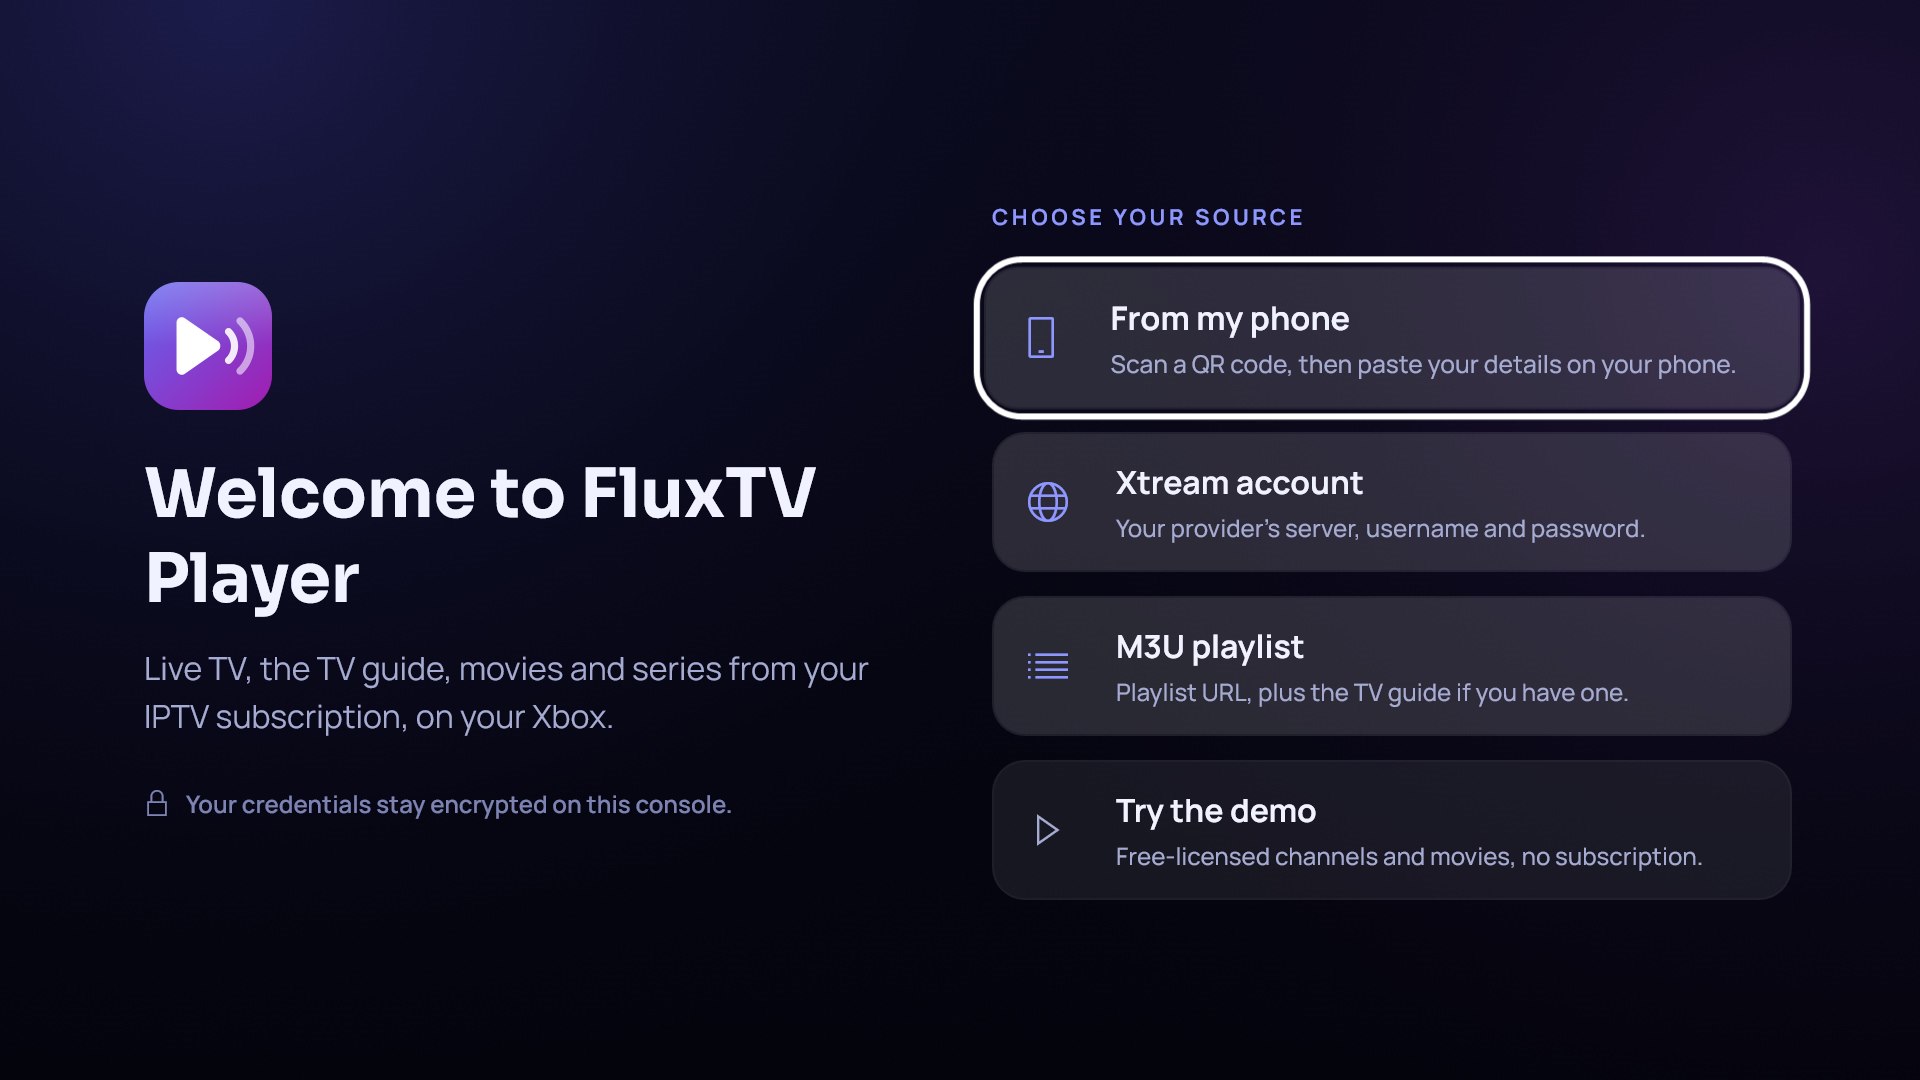 Welcome to FluxTV
Player
Live TV, the TV guide, movies and series from your
IPTV subscription, on your Xbox.
Your credentials stay encrypted on this console.
CHOOSE YOUR SOURCE
From my phone
Scan a QR code, then paste your details on your phone.
Xtream account
Your provider’s server, username and password.
M3U playlist
Playlist URL, plus the TV guide if you have one.
Try the demo
Free-licensed channels and movies, no subscription.